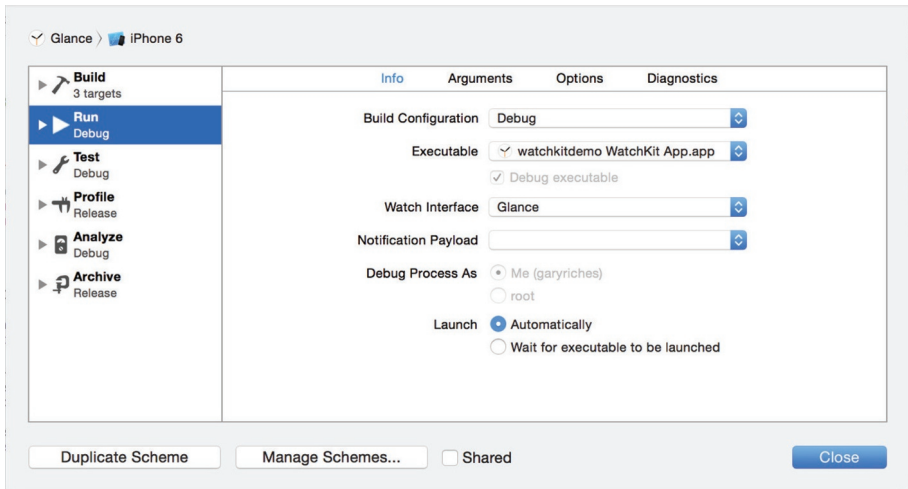 Glance 〉 iPhone 6
Build
3 targets
Run
Debug
Test
Debug
Profile
Release
Analyze
Debug
Archive
Release
Info Arguments Options Diagnostics
Build Configuration Debug
Executable watchkitdemo WatchKit App.app
Debug executable
Watch Interface Glance
Notification Payload
Debug Process As Me (garyriches)
root
Launch Automatically
Wait for executable to be launched
Duplicate Scheme Manage Schemes... Shared Close